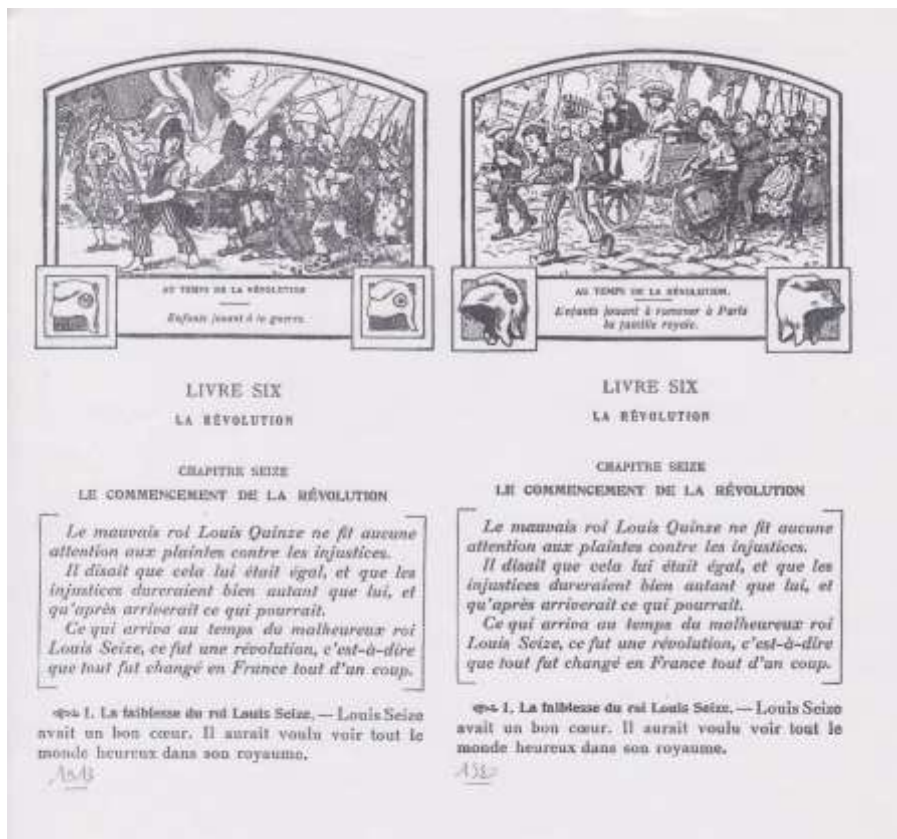 AU TEMPS DE LA RÉVOLUTION
Enfants jouant à la guerre.
LIVRE SIX
LA RÉVOLUTION
CHAPITRE SEIZE
LE COMMENCEMENT DE LA RÉVOLUTION
Le mauvais roi Louis Quinze ne fit aucune
attention aux plaintes contre les injustices.
Il disait que cela lui était égal, et que les
injustices dureraient bien autant que lui, et
qu'après arriverait ce qui pourrait.
Ce qui arriva au temps du malheureux roi
Louis Seize, ce fut une révolution, c'est-à-dire
que tout fut changé en France tout d'un coup.
1. La faiblesse du roi Louis Seize. — Louis Seize
avait un bon cœur. Il aurait voulu voir tout le
monde heureux dans son royaume.
1913
AU TEMPS DE LA RÉVOLUTION.
Enfants jouant à ramener à Paris
la famille royale.
LIVRE SIX
LA RÉVOLUTION
CHAPITRE SEIZE
LE COMMENCEMENT DE LA RÉVOLUTION
Le mauvais roi Louis Quinze ne fit aucune
attention aux plaintes contre les injustices.
Il disait que cela lui était égal, et que les
injustices dureraient bien autant que lui, et
qu'après arriverait ce qui pourrait.
Ce qui arriva au temps du malheureux roi
Louis Seize, ce fut une révolution, c'est-à-dire
que tout fut changé en France tout d'un coup.
1. La faiblesse du roi Louis Seize. — Louis Seize
avait un bon cœur. Il aurait voulu voir tout le
monde heureux dans son royaume.